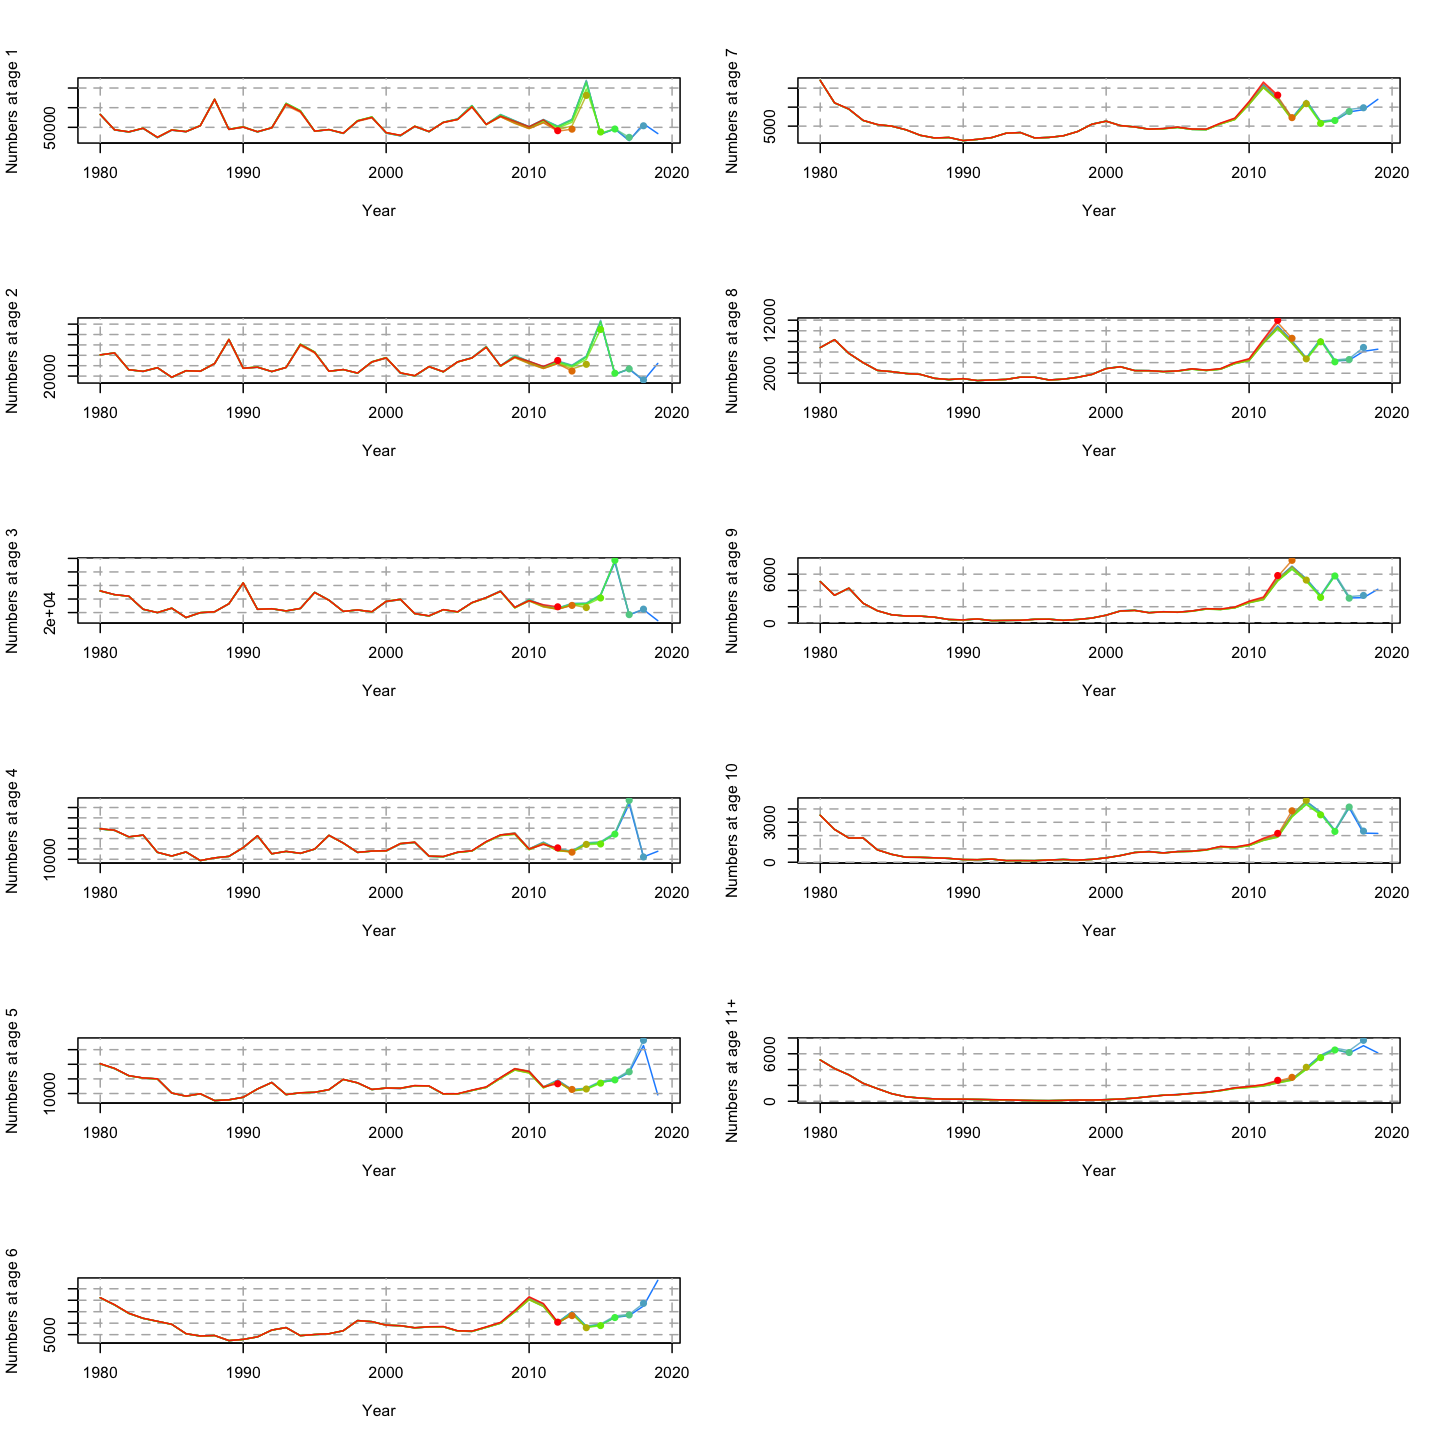 Numbers at age 1
50000
1980 1990 2000 2010 2020
Year
Numbers at age 2
20000
1980 1990 2000 2010 2020
Year
Numbers at age 3
2e+04
1980 1990 2000 2010 2020
Year
Numbers at age 4
10000
1980 1990 2000 2010 2020
Year
Numbers at age 5
10000
1980 1990 2000 2010 2020
Year
Numbers at age 6
5000
1980 1990 2000 2010 2020
Year
Numbers at age 7
5000
1980 1990 2000 2010 2020
Year
Numbers at age 8
2000 12000
1980 1990 2000 2010 2020
Year
Numbers at age 9
0 6000
1980 1990 2000 2010 2020
Year
Numbers at age 10
0 3000
1980 1990 2000 2010 2020
Year
Numbers at age 11+
0 6000
1980 1990 2000 2010 2020
Year